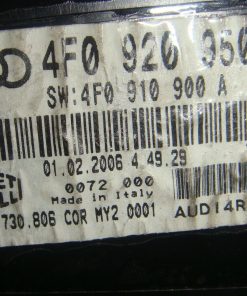 4F0 920 950
SW:4F0 910 900 A
01.02.2006 4 49.29
0072 000
Made in Italy
730.806 COR MY2 0001 AUDI4R